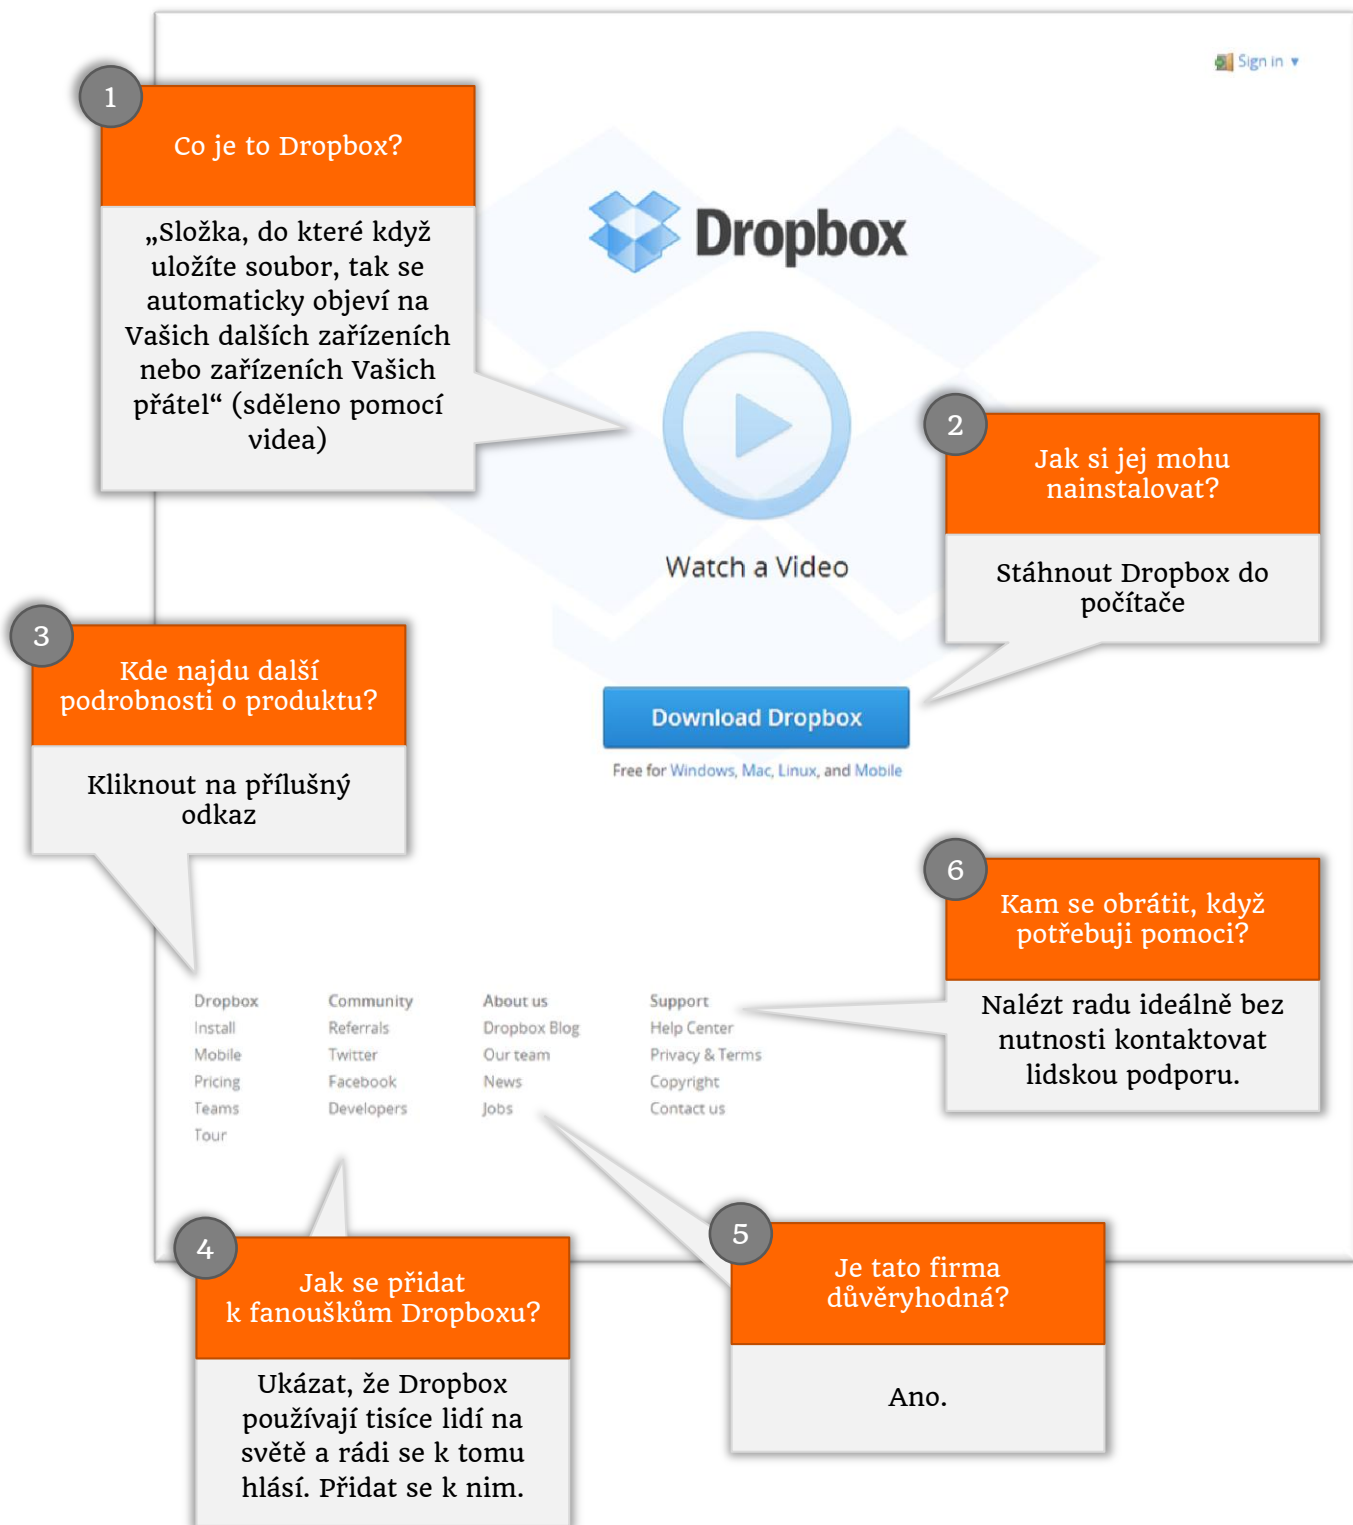 Sign in
1
Co je to Dropbox?
„Složka, do které když
uložíte soubor, tak se
automaticky objeví na
Vašich dalších zařízeních
nebo zařízeních Vašich
přátel“ (sděleno pomocí
videa)
Dropbox
Watch a Video
2
Jak si jej mohu
nainstalovat?
Stáhnout Dropbox do
počítače
Download Dropbox
Free for Windows, Mac, Linux, and Mobile
3
Kde najdu další
podrobnosti o produktu?
Kliknout na přílušný
odkaz
6
Kam se obrátit, když
potřebuji pomoci?
Nalézt radu ideálně bez
nutnosti kontaktovat
lidskou podporu.
Dropbox
Install
Mobile
Pricing
Teams
Tour
Community
Referrals
Twitter
Facebook
Developers
About us
Dropbox Blog
Our team
News
Jobs
Support
Help Center
Privacy & Terms
Copyright
Contact us
4
Jak se přidat
k fanouškům Dropboxu?
Ukázat, že Dropbox
používají tisíce lidí na
světě a rádi se k tomu
hlásí. Přidat se k nim.
5
Je tato firma
důvěryhodná?
Ano.